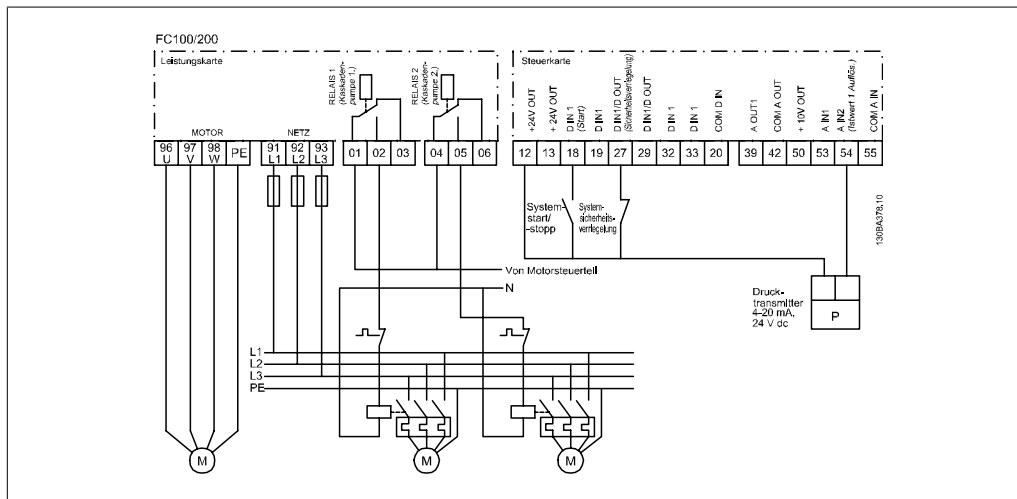 FC100/200
Leistungskarte
Steuerkarte
RELAIS 1
(Kaskaden-
pumpe 1.)
RELAIS 2
(Kaskaden-
pumpe 2.)
+24V OUT
+ 24V OUT
D IN 1
(Start)
D IN1
D IN1/D OUT
(Sicherheitsverriegelung)
D IN1/D OUT
D IN 1
D IN 1
COM D IN
A OUT1
COM A OUT
+ 10V OUT
A IN1
A IN2
(Istwert 1 Auflös.)
COM A IN
MOTOR
NETZ
96 97 98 PE 91 92 93 01 02 03 04 05 06 12 13 18 19 27 29 32 33 20 39 42 50 53 54 55
U V W L1 L2 L3
System-
start/
-stopp
System-
sicherheits-
verriegelung
130BA378.10
Von Motorsteuerteil
N
Druck-
transmitter
4-20 mA,
24 V dc
P
L1
L2
L3
PE
M M M